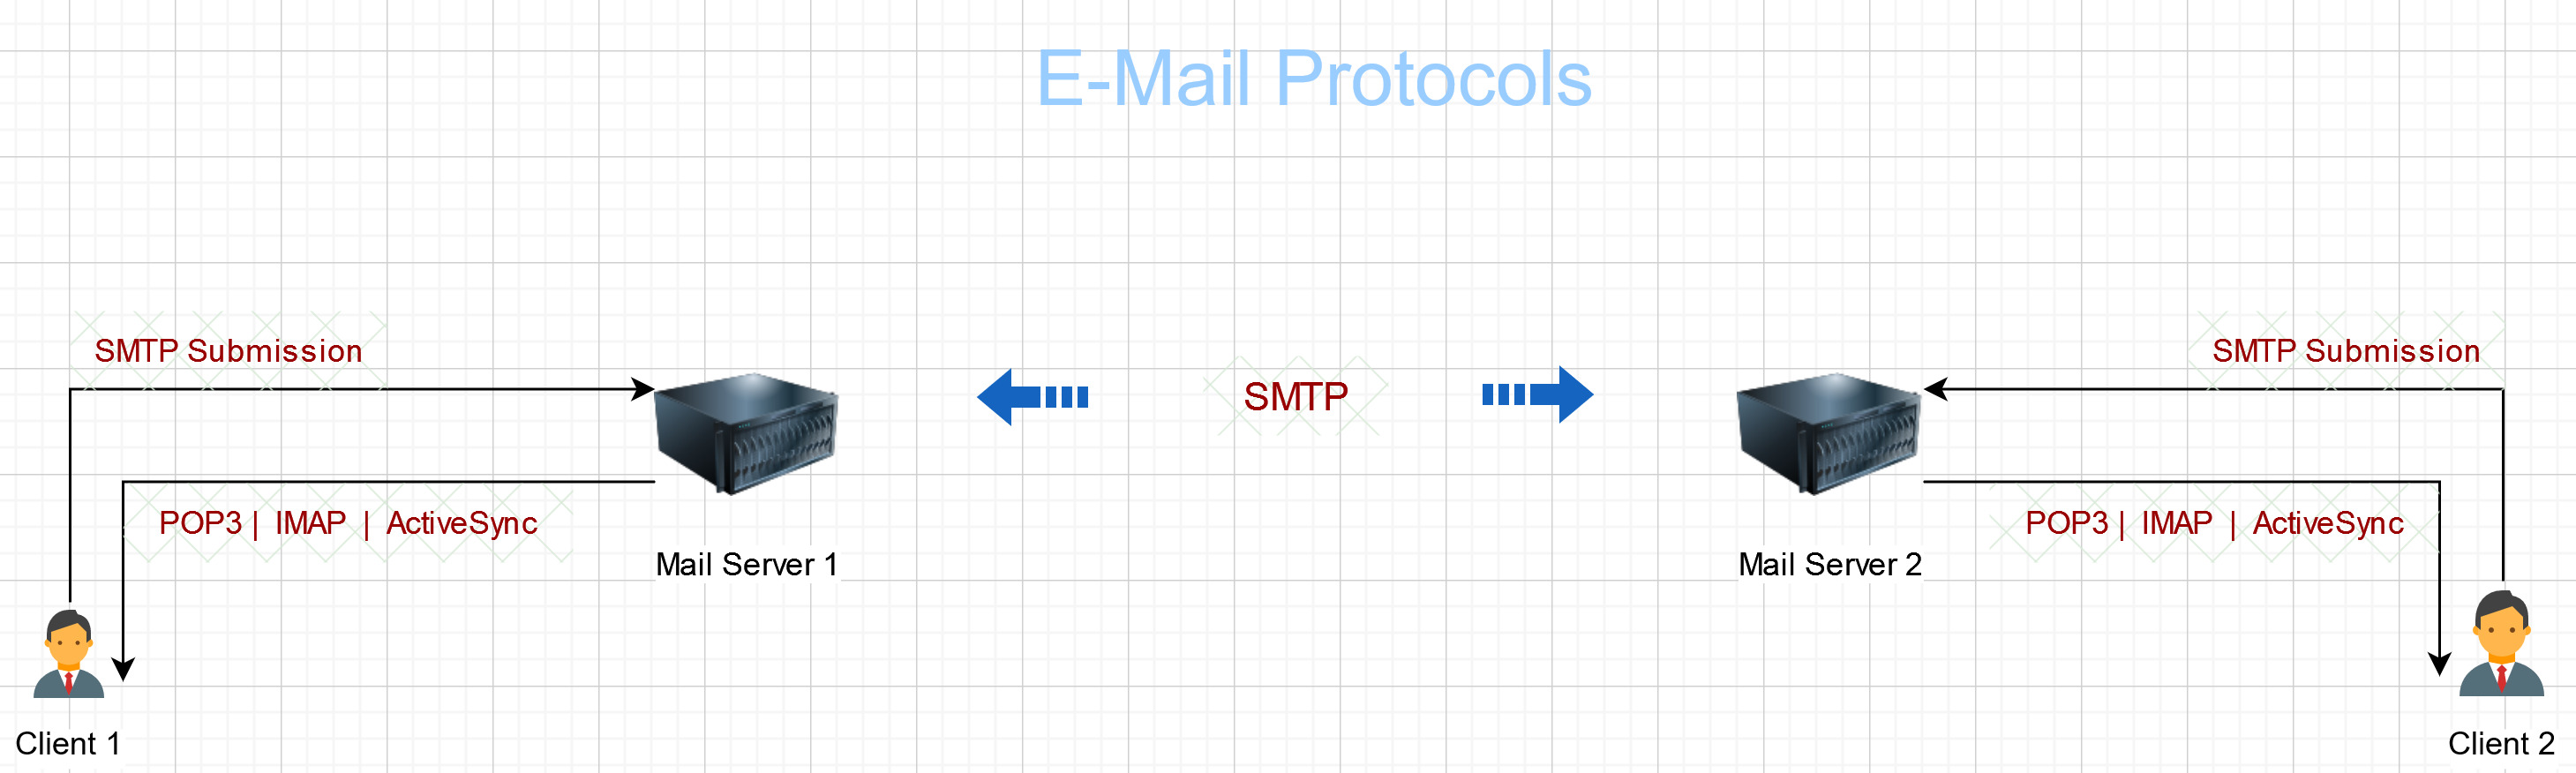 E-Mail Protocols
SMTP Submission
SMTP Submission
SMTP
POP3 | IMAP | ActiveSync
POP3 | IMAP | ActiveSync
Mail Server 1
Mail Server 2
Client 1
Client 2